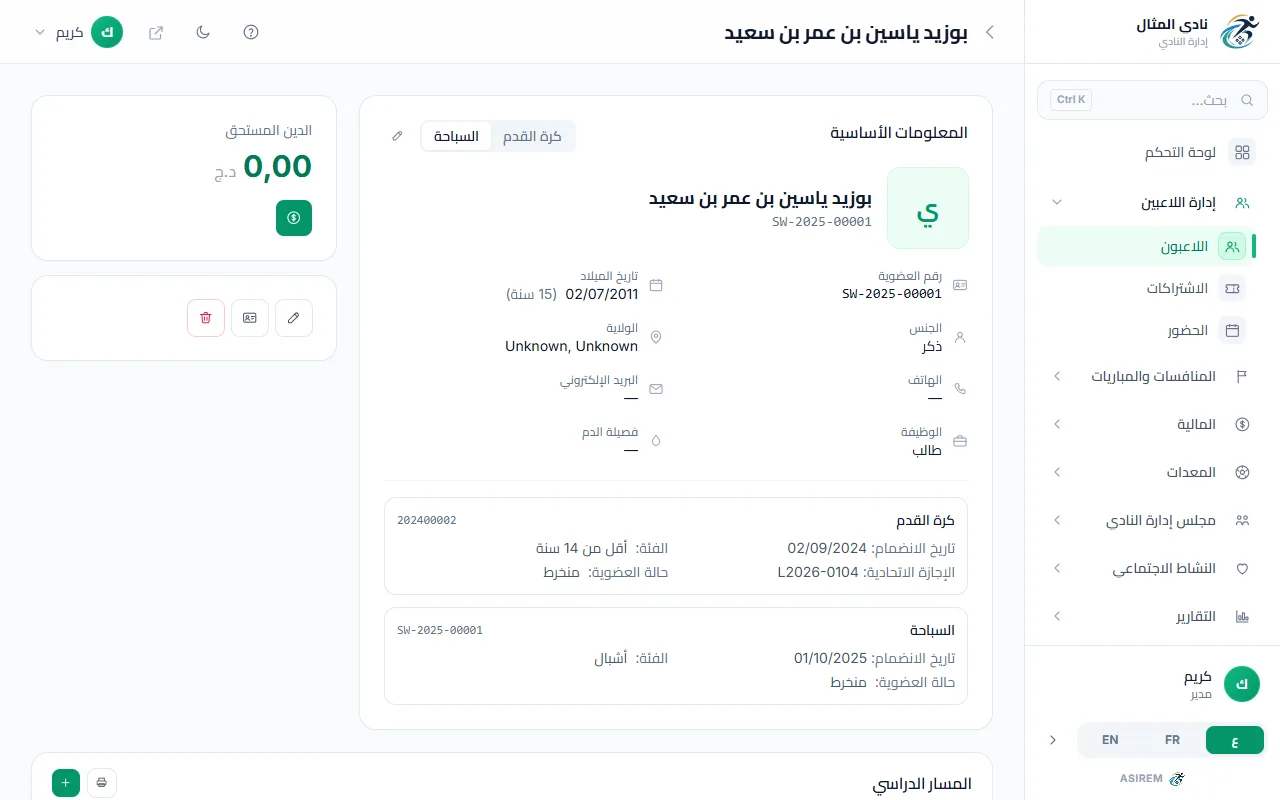 نادي المثال
إدارة النادي
بحث...
Ctrl K
لوحة التحكم
إدارة اللاعبين
اللاعبون
الاشتراكات
الحضور
المنافسات والمباريات
المالية
المعدات
مجلس إدارة النادي
النشاط الاجتماعي
التقارير
ك
كريم
مدير
ع
FR
EN
ASIREM
بوزيد ياسين بن عمر بن سعيد
ك
كريم
المعلومات الأساسية
كرة القدم
السباحة
ي
بوزيد ياسين بن عمر بن سعيد
SW-2025-00001
رقم العضوية
SW-2025-00001
تاريخ الميلاد
02/07/2011 (15 سنة)
الجنس
ذكر
الولاية
Unknown, Unknown
الهاتف
—
البريد الإلكتروني
—
الوظيفة
طالب
فصيلة الدم
—
كرة القدم
202400002
تاريخ الانضمام: 02/09/2024
الفئة: أقل من 14 سنة
الإجازة الاتحادية: L2026-0104
حالة العضوية: منخرط
السباحة
SW-2025-00001
تاريخ الانضمام: 01/10/2025
الفئة: أشبال
حالة العضوية: منخرط
المسار الدراسي
الدين المستحق
0,00 د.ج